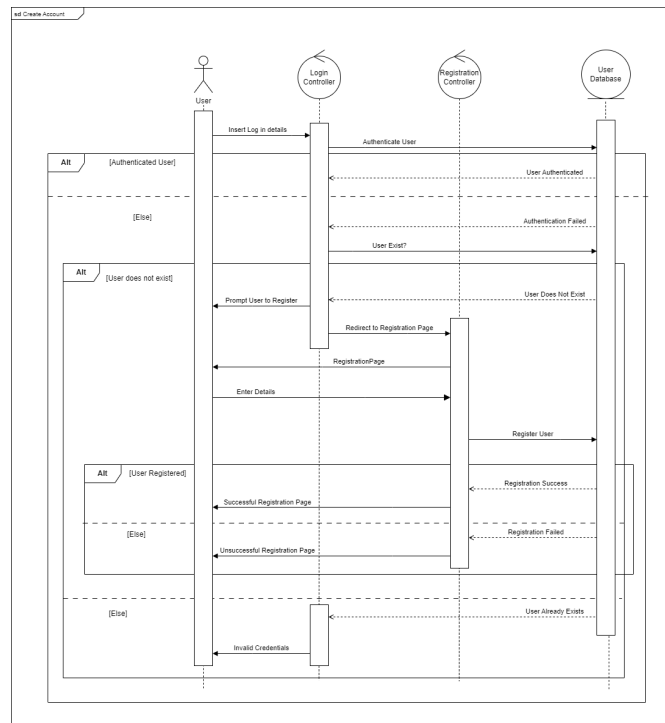 sd Create Account
Login
Controller
Registration
Controller
User
Database
User
Insert Log in details
Authenticate User
Alt
[Authenticated User]
User Authenticated
[Else]
Authentication Failed
User Exist?
Alt
[User does not exist]
User Does Not Exist
Prompt User to Register
Redirect to Registration Page
RegistrationPage
Enter Details
Register User
Alt
[User Registered]
Registration Success
Successful Registration Page
[Else]
Registration Failed
Unsuccessful Registration Page
[Else]
User Already Exists
Invalid Credentials